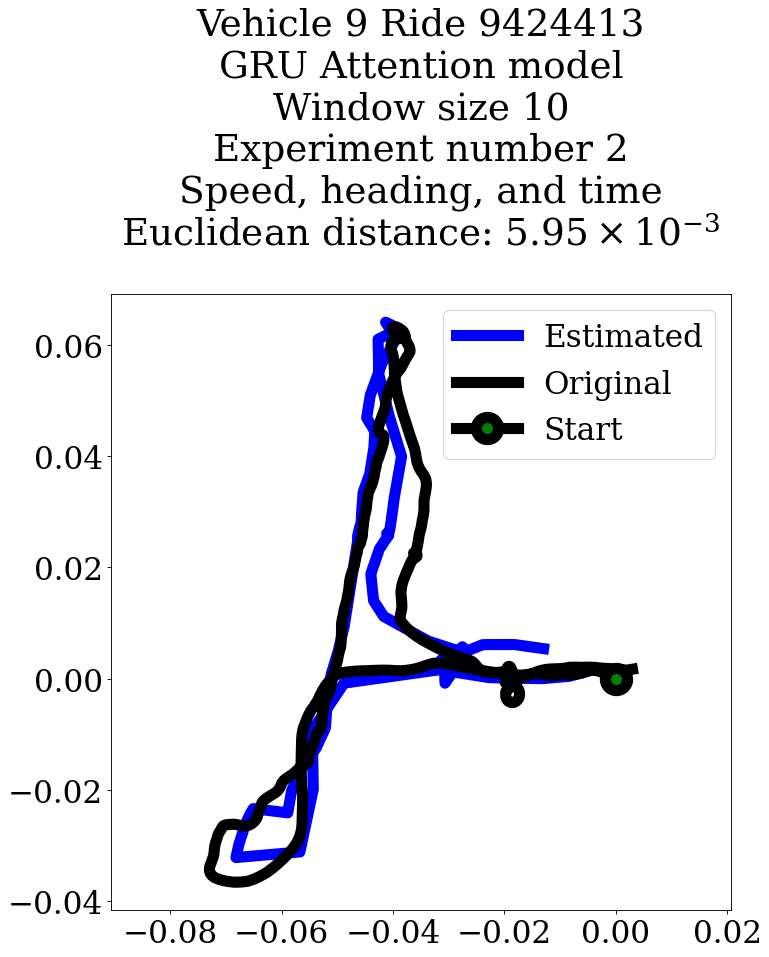 Vehicle 9 Ride 9424413
GRU Attention model
Window size 10
Experiment number 2
Speed, heading, and time
Euclidean distance: 5.95 × 10⁻³
Estimated
Original
Start
0.06
0.04
0.02
0.00
−0.02
−0.04
−0.08 −0.06 −0.04 −0.02 0.00 0.02